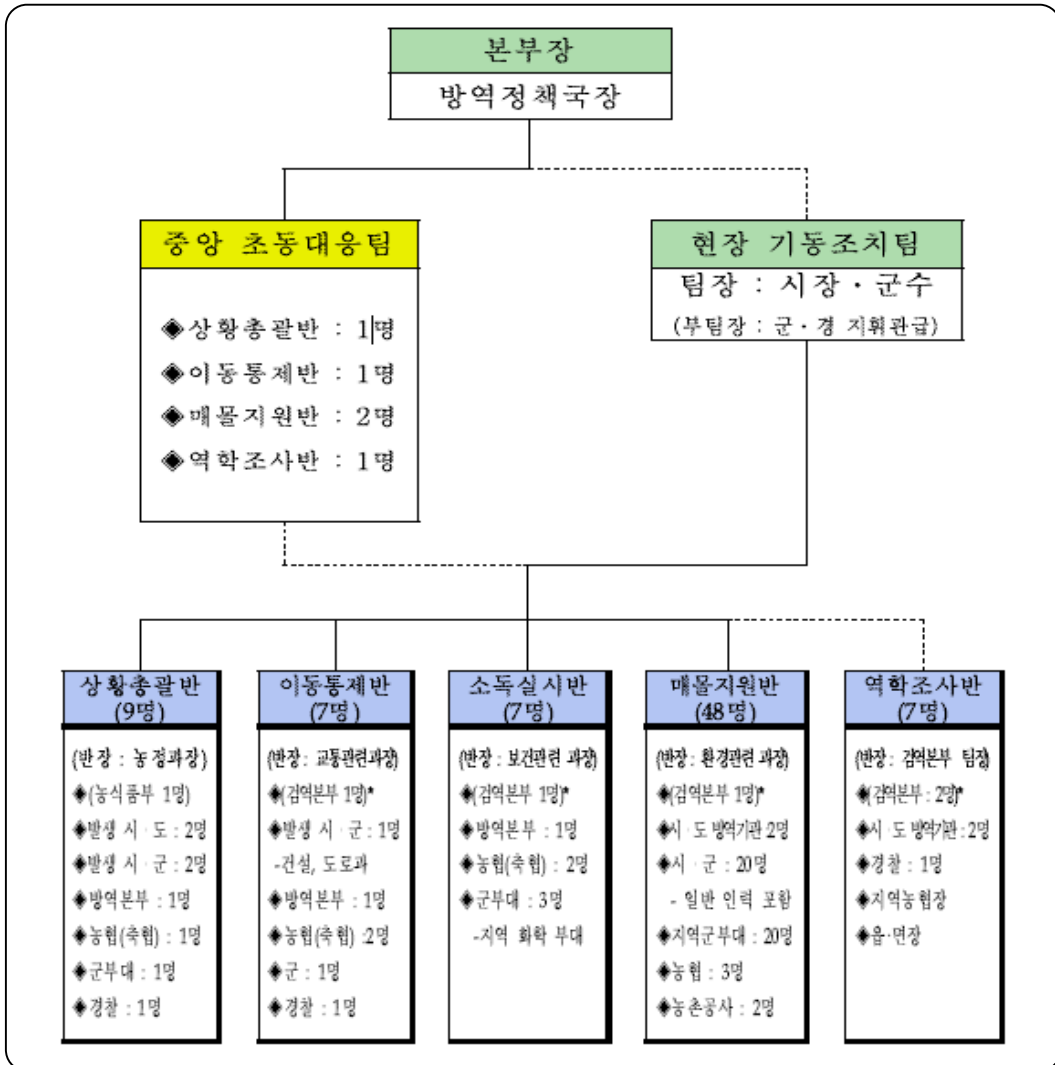 본부장
방역정책국장
중앙 초동대응팀
◈상황총괄반 : 1명
◈이동통제반 : 1명
◈매몰지원반 : 2명
◈역학조사반 : 1명
현장 기동조치팀
팀장 : 시장·군수
(부팀장 : 군·경 지휘관급)
상황총괄반
(9명)
(반장 : 농정과장)
◈(농식품부 1명)
◈발생 시·도 : 2명
◈발생 시·군 : 2명
◈방역본부 : 1명
◈농협(축협) : 1명
◈군부대 : 1명
◈경찰 : 1명
이동통제반
(7명)
(반장 : 교통관련과장)
◈(검역본부 1명)*
◈발생 시·군 : 1명
-건설, 도로과
◈방역본부 : 1명
◈농협(축협) :2명
◈군 : 1명
◈경찰 : 1명
소독실시반
(7명)
(반장 : 보건관련 과장)
◈(검역본부 1명)*
◈방역본부 : 1명
◈농협(축협) : 2명
◈군부대 : 3명
-지역 화학 부대
매몰지원반
(48명)
(반장 : 환경관련 과장)
◈(검역본부 1명)*
◈시·도 방역기관 2명
◈시·군 : 20명
- 일반 인력 포함
◈지역군부대 : 20명
◈농협 : 3명
◈농촌공사 : 2명
역학조사반
(7명)
(반장 : 검역본부 팀장)
◈(검역본부 : 2명)*
◈시·도 방역기관 : 2명
◈경찰 : 1명
◈지역농협장
◈읍·면장